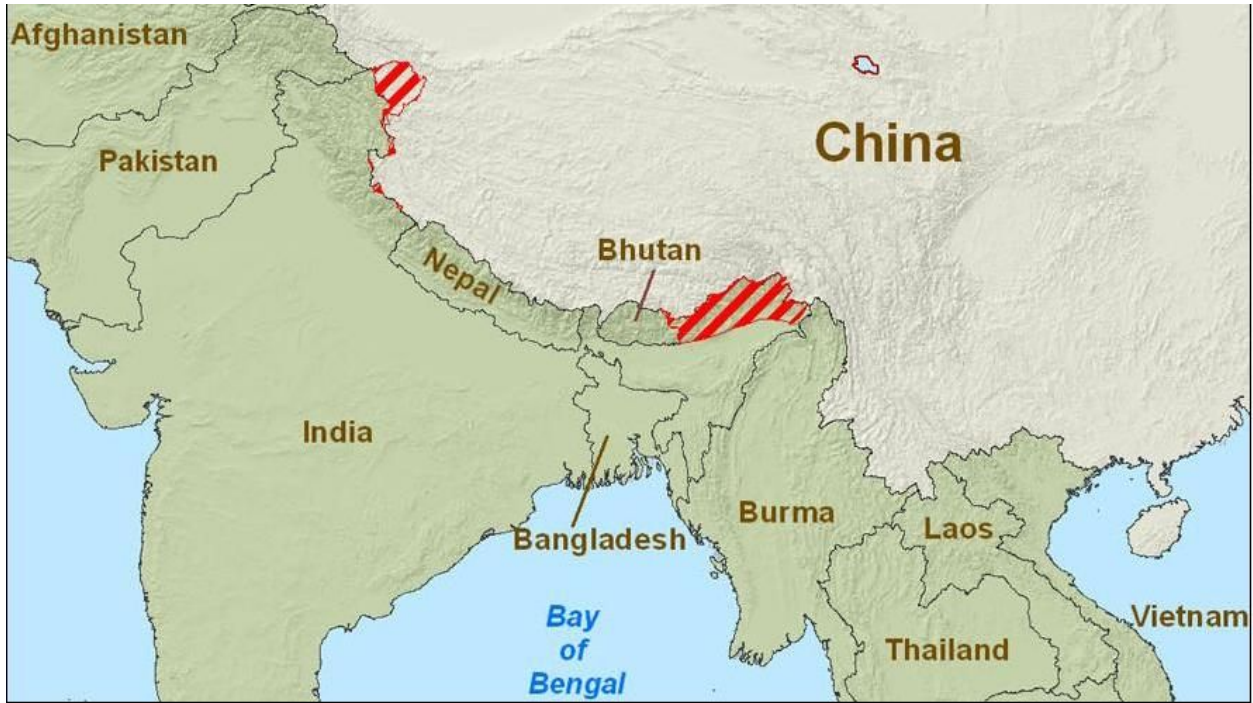 Afghanistan
China
Pakistan
Bhutan
Nepal
India
Burma
Laos
Bangladesh
Bay
of
Bengal
Vietnam
Thailand